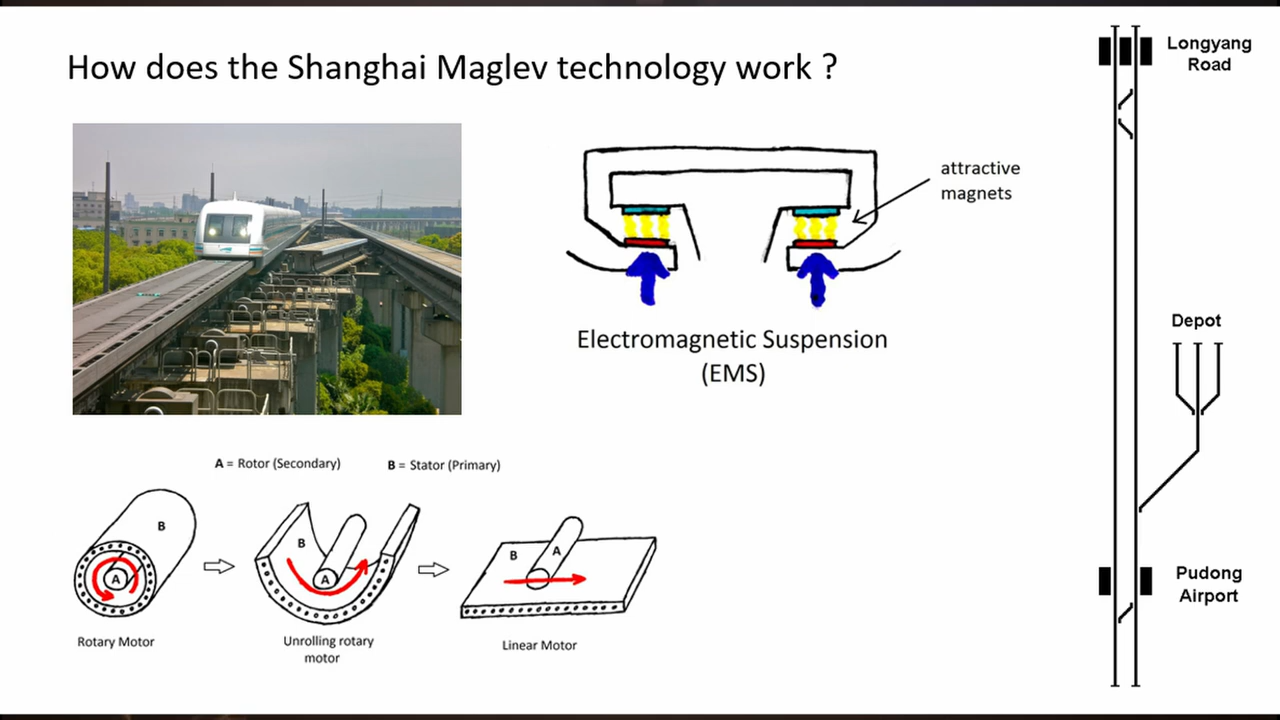 How does the Shanghai Maglev technology work ?
Longyang
Road
attractive
magnets
Electromagnetic Suspension
(EMS)
Depot
A = Rotor (Secondary)
B = Stator (Primary)
B
A
Rotary Motor
B
A
Unrolling rotary
motor
B
A
Linear Motor
Pudong
Airport